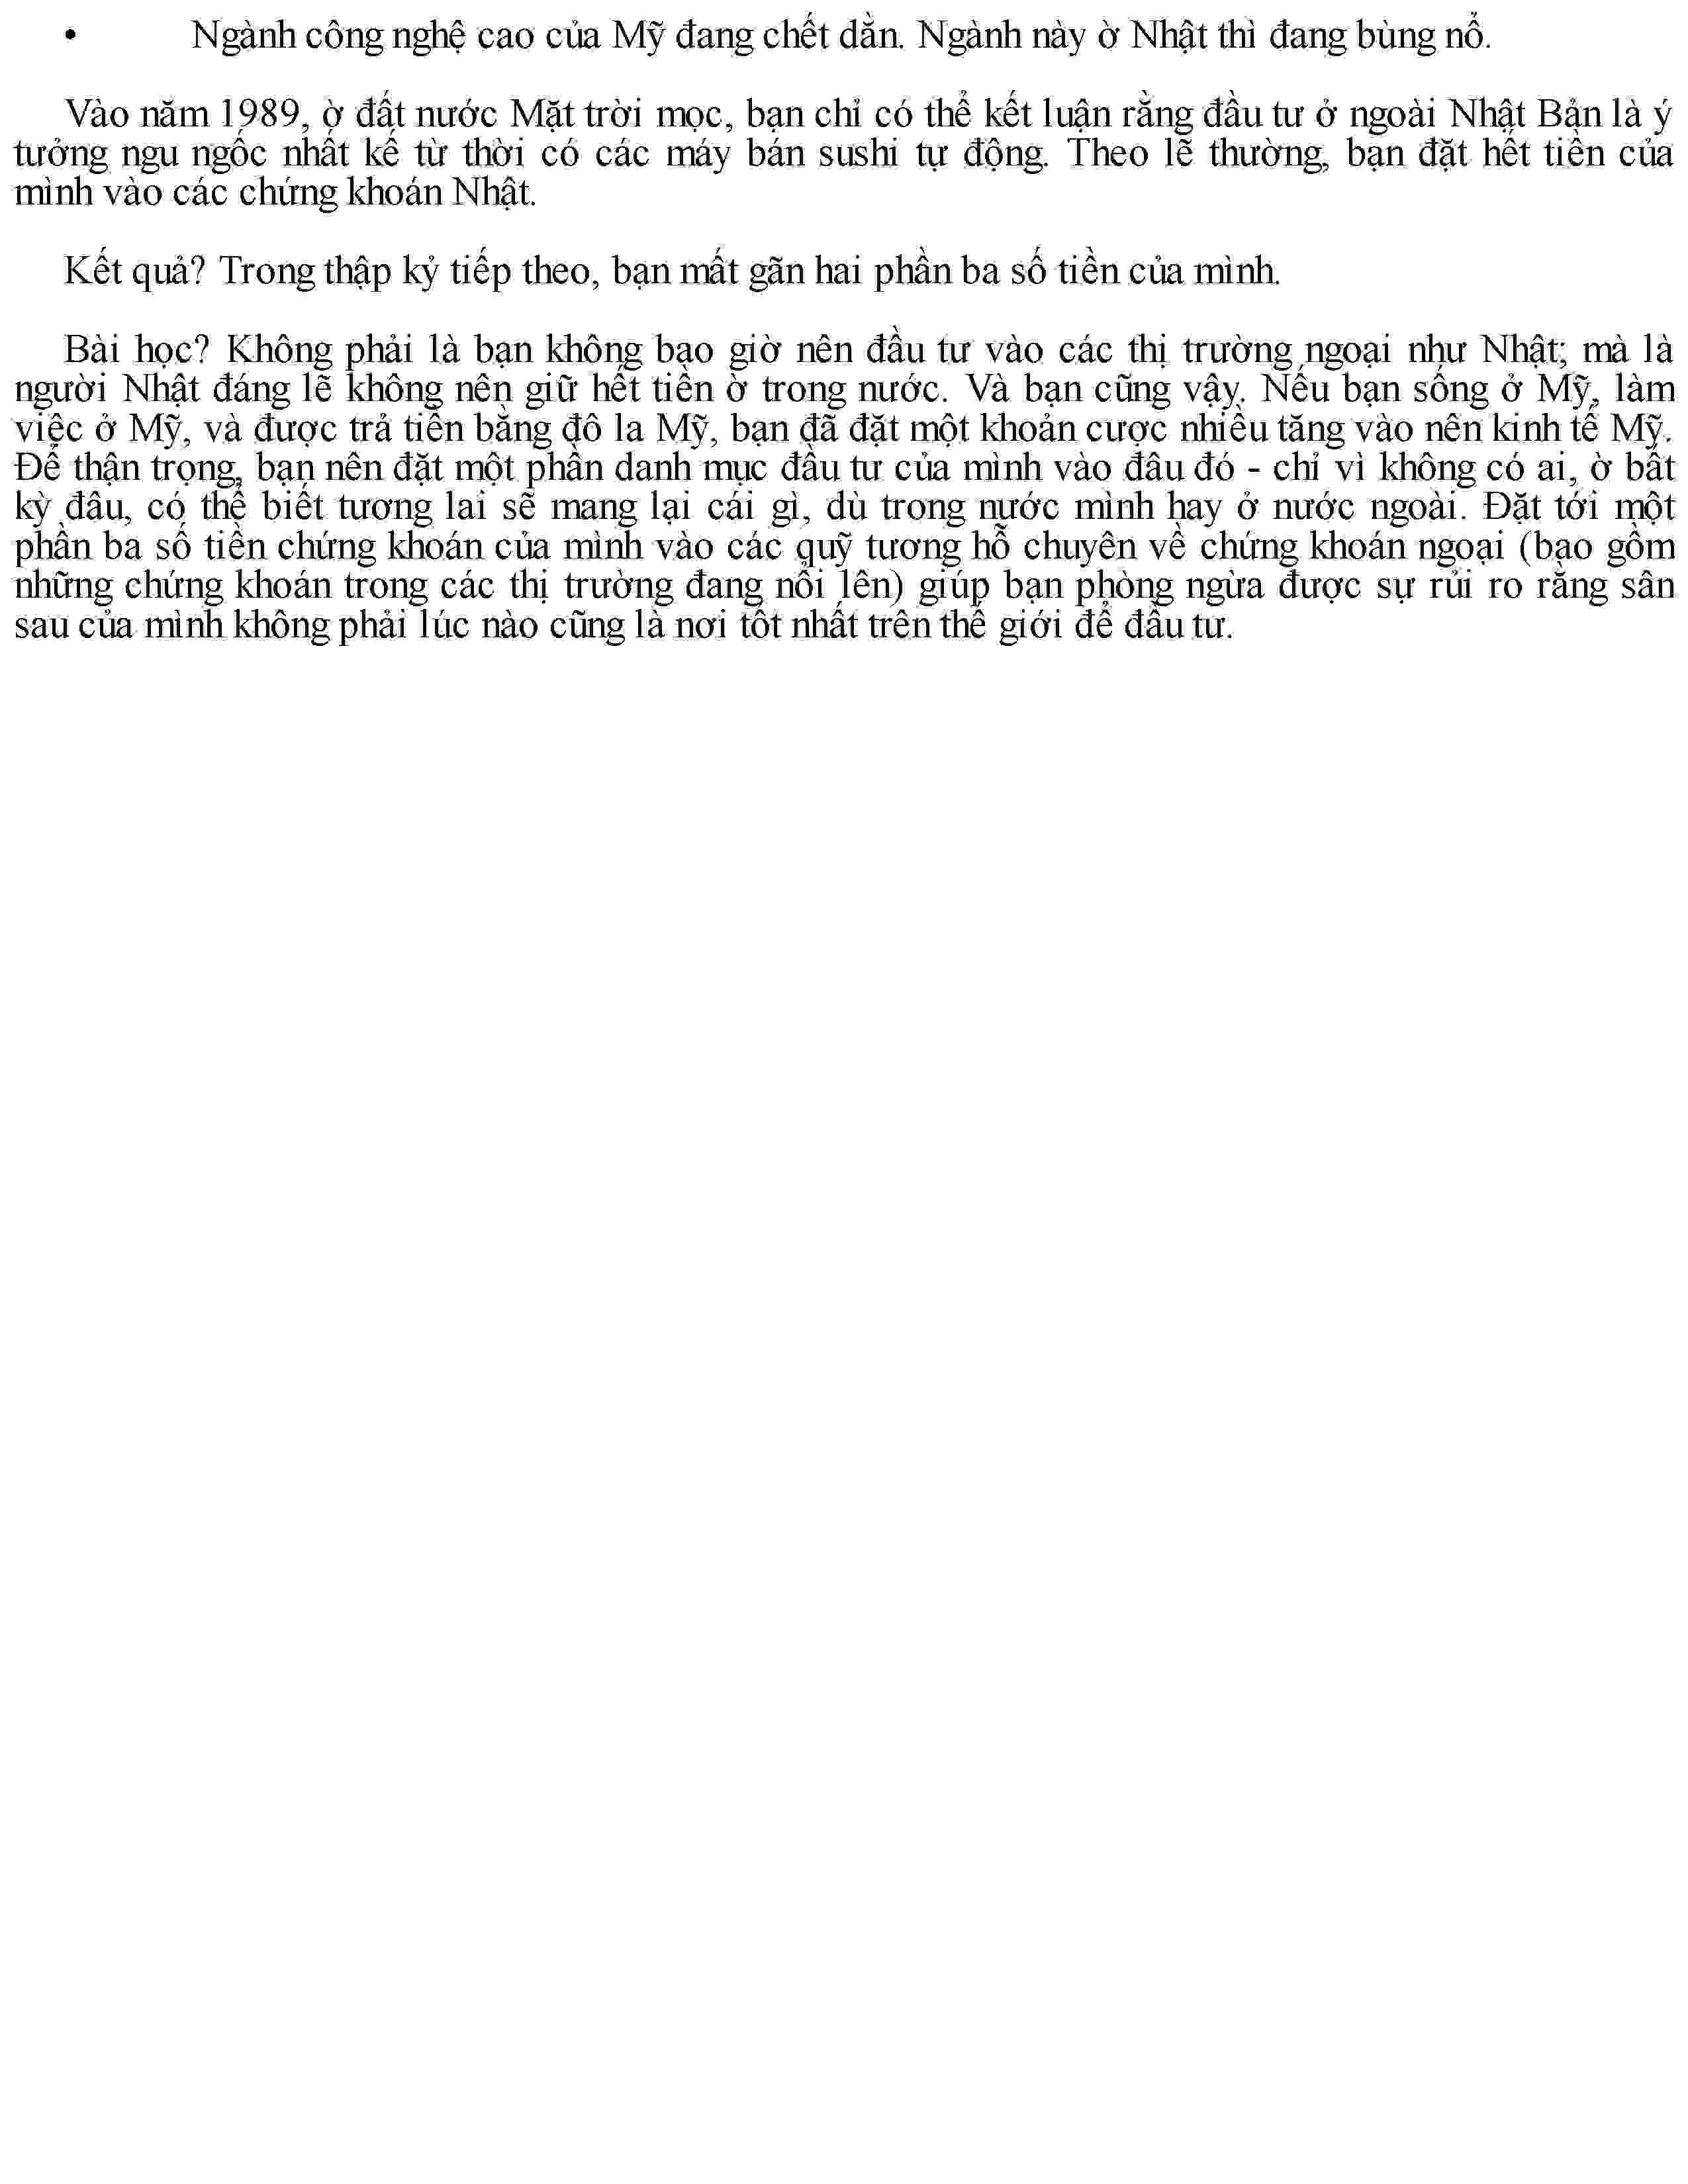 • Ngành công nghệ cao của Mỹ đang chết dằn. Ngành này ờ Nhật thì đang bùng nổ.
Vào năm 1989, ờ đất nước Mặt trời mọc, bạn chỉ có thể kết luận rằng đầu tư ở ngoài Nhật Bản là ý
tưởng ngu ngốc nhất kể từ thời có các máy bán sushi tự động. Theo lẽ thường, bạn đặt hết tiền của
mình vào các chứng khoán Nhật.
Kết quả? Trong thập kỷ tiếp theo, bạn mất gãn hai phần ba số tiền của mình.
Bài học? Không phải là bạn không bao giờ nên đầu tư vào các thị trường ngoại như Nhật; mà là
người Nhật đáng lẽ không nên giữ hết tiền ờ trong nước. Và bạn cũng vậy. Nếu bạn sống ở Mỹ, làm
việc ở Mỹ, và được trả tiền bằng đô la Mỹ, bạn đã đặt một khoản cược nhiều tăng vào nên kinh tế Mỹ.
Để thận trọng, bạn nên đặt một phần danh mục đầu tư của mình vào đâu đó - chỉ vì không có ai, ờ bất
kỳ đâu, có thể biết tương lai sẽ mang lại cái gì, dù trong nước mình hay ở nước ngoài. Đặt tới một
phần ba số tiền chứng khoán của mình vào các quỹ tương hỗ chuyên về chứng khoán ngoại (bao gồm
những chứng khoán trong các thị trường đang nổi lên) giúp bạn phòng ngừa được sự rủi ro rằng sân
sau của mình không phải lúc nào cũng là nơi tốt nhất trên thế giới để đầu tư.